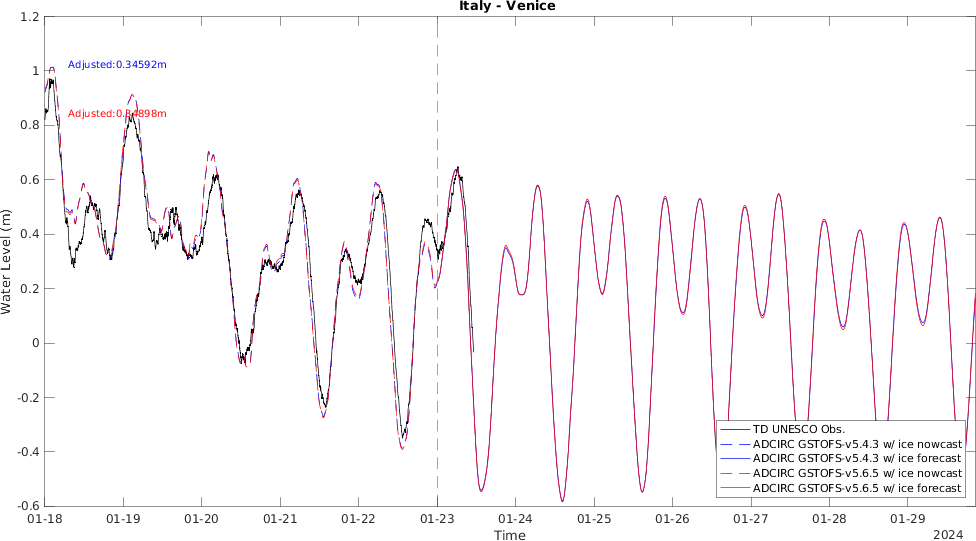 Italy - Venice
1.2
1
0.8
0.6
0.4
0.2
0
-0.2
-0.4
-0.6
Water Level (m)
Adjusted:0.34592m
Adjusted:0.34898m
TD UNESCO Obs.
ADCIRC GSTOFS-v5.4.3 w/ ice nowcast
ADCIRC GSTOFS-v5.4.3 w/ ice forecast
ADCIRC GSTOFS-v5.6.5 w/ ice nowcast
ADCIRC GSTOFS-v5.6.5 w/ ice forecast
01-18 01-19 01-20 01-21 01-22 01-23 01-24 01-25 01-26 01-27 01-28 01-29
Time
2024